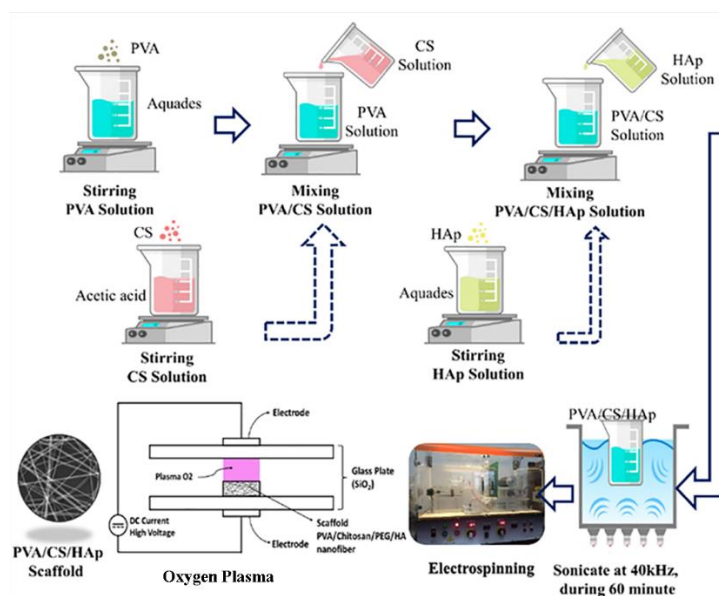 PVA
Aquades
Stirring
PVA Solution
CS
Solution
PVA
Solution
Mixing
PVA/CS Solution
HAp
Solution
PVA/CS
Solution
Mixing
PVA/CS/HAp Solution
CS
Acetic acid
Stirring
CS Solution
HAp
Aquades
Stirring
HAp Solution
PVA/CS/HAp
Sonicate at 40kHz,
during 60 minute
Electrospinning
Electrode
Plasma O2
Glass Plate
(SiO₂)
Scaffold
PVA/Chitosan/PEG/HA
nanofiber
Electrode
DC Current
High Voltage
Oxygen Plasma
PVA/CS/HAp
Scaffold